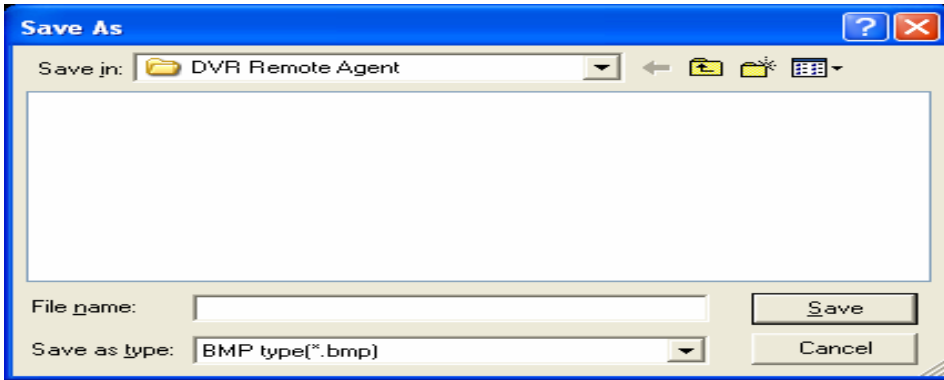 Save As
Save in: DVR Remote Agent
File name:
Save
Save as type: BMP type(*.bmp)
Cancel